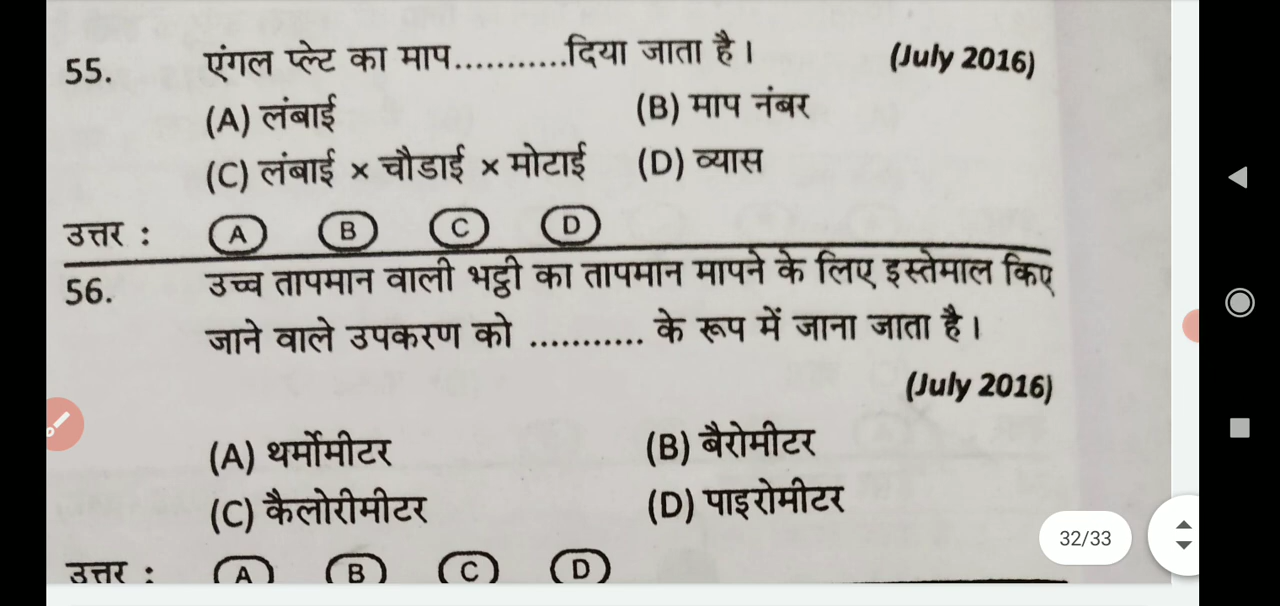 55. एंगल प्लेट का माप...........दिया जाता है। (July 2016)
(A) लंबाई (B) माप नंबर
(C) लंबाई × चौडाई × मोटाई (D) व्यास
उत्तर : A B C D
56. उच्च तापमान वाली भट्ठी का तापमान मापने के लिए इस्तेमाल किए
जाने वाले उपकरण को ........... के रूप में जाना जाता है।
(July 2016)
(A) थर्मोमीटर (B) बैरोमीटर
(C) कैलोरीमीटर (D) पाइरोमीटर
32/33
उत्तर : A B C D